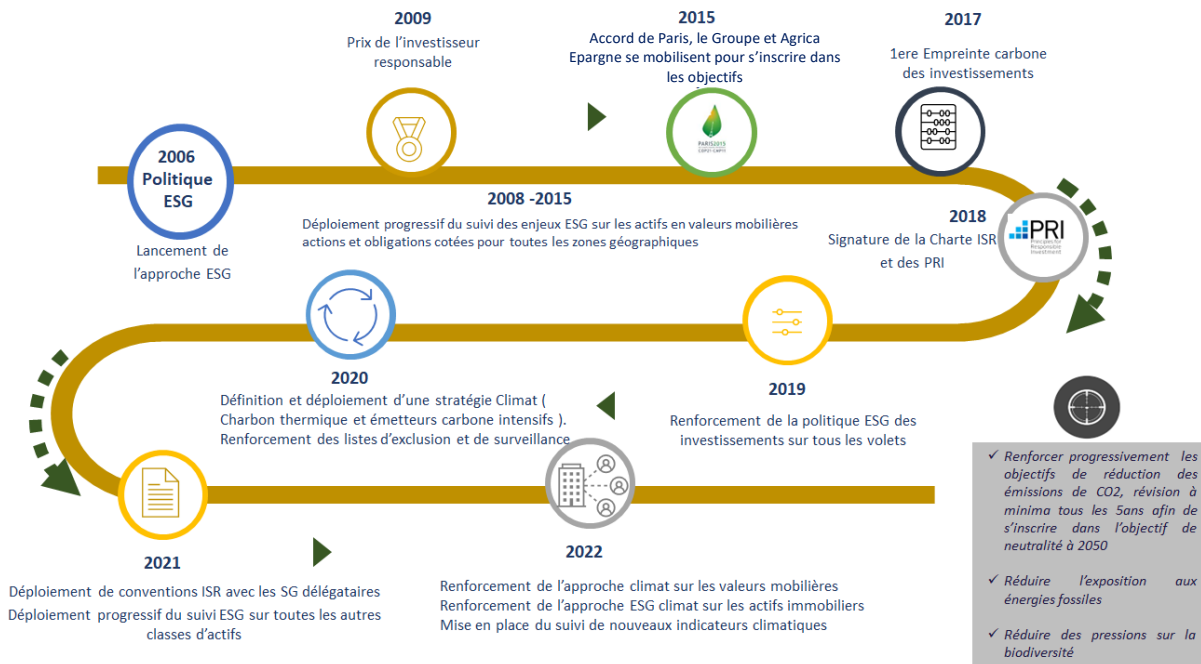 2009
Prix de l'investisseur
responsable
2015
Accord de Paris, le Groupe et Agrica
Epargne se mobilisent pour s'inscrire dans
les objectifs
2017
1ere Empreinte carbone
des investissements
PARIS2015
COP21·CMP11
2006
Politique
ESG
Lancement de
l'approche ESG
2008 -2015
Déploiement progressif du suivi des enjeux ESG sur les actifs en valeurs mobilières
actions et obligations cotées pour toutes les zones géographiques
2018
Signature de la Charte ISR
et des PRI
PRI
Principles for
Responsible
Investment
2020
Définition et déploiement d'une stratégie Climat (
Charbon thermique et émetteurs carbone intensifs ).
Renforcement des listes d'exclusion et de surveillance
2019
Renforcement de la politique ESG des
investissements sur tous les volets
2021
Déploiement de conventions ISR avec les SG délégataires
Déploiement progressif du suivi ESG sur toutes les autres
classes d'actifs
2022
Renforcement de l'approche climat sur les valeurs mobilières
Renforcement de l'approche ESG climat sur les actifs immobiliers
Mise en place du suivi de nouveaux indicateurs climatiques
✓ Renforcer progressivement les
objectifs de réduction des
émissions de CO2, révision à
minima tous les 5ans afin de
s'inscrire dans l'objectif de
neutralité à 2050
✓ Réduire l'exposition aux
énergies fossiles
✓ Réduire des pressions sur la
biodiversité